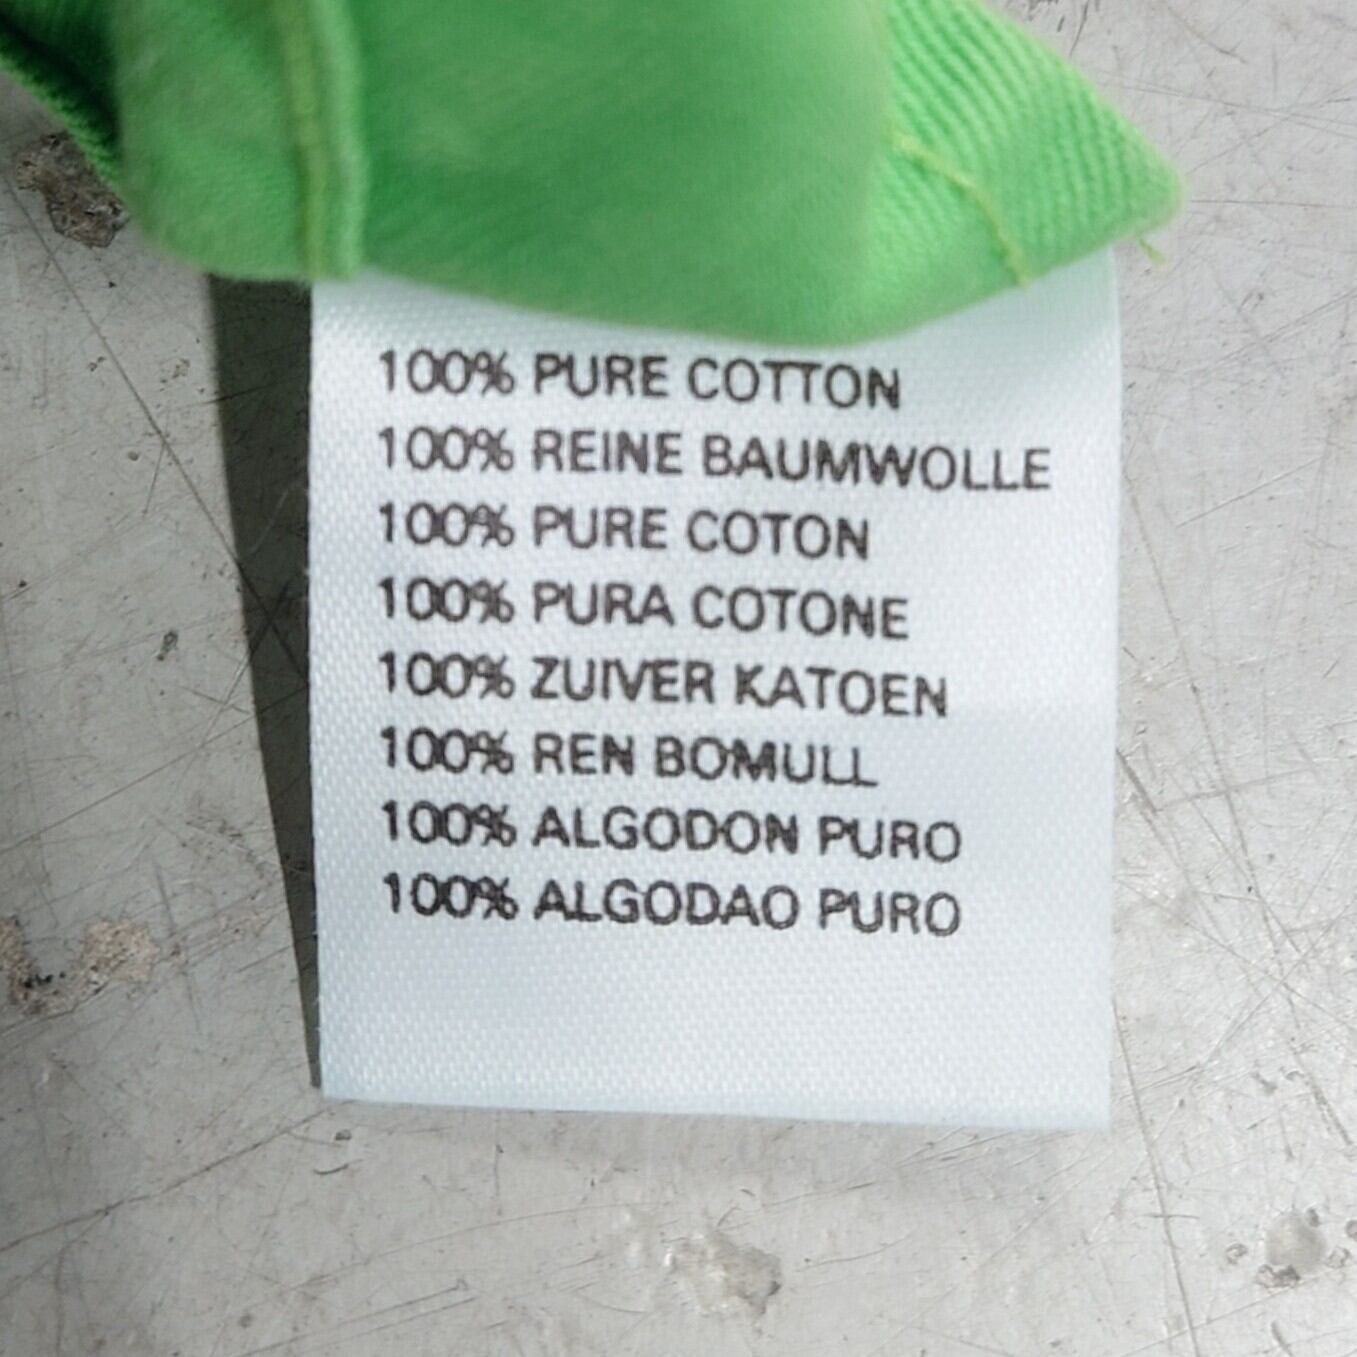 100% PURE COTTON
100% REINE BAUMWOLLE
100% PURE COTON
100% PURA COTONE
100% ZUIVER KATOEN
100% REN BOMULL
100% ALGODON PURO
100% ALGODAO PURO